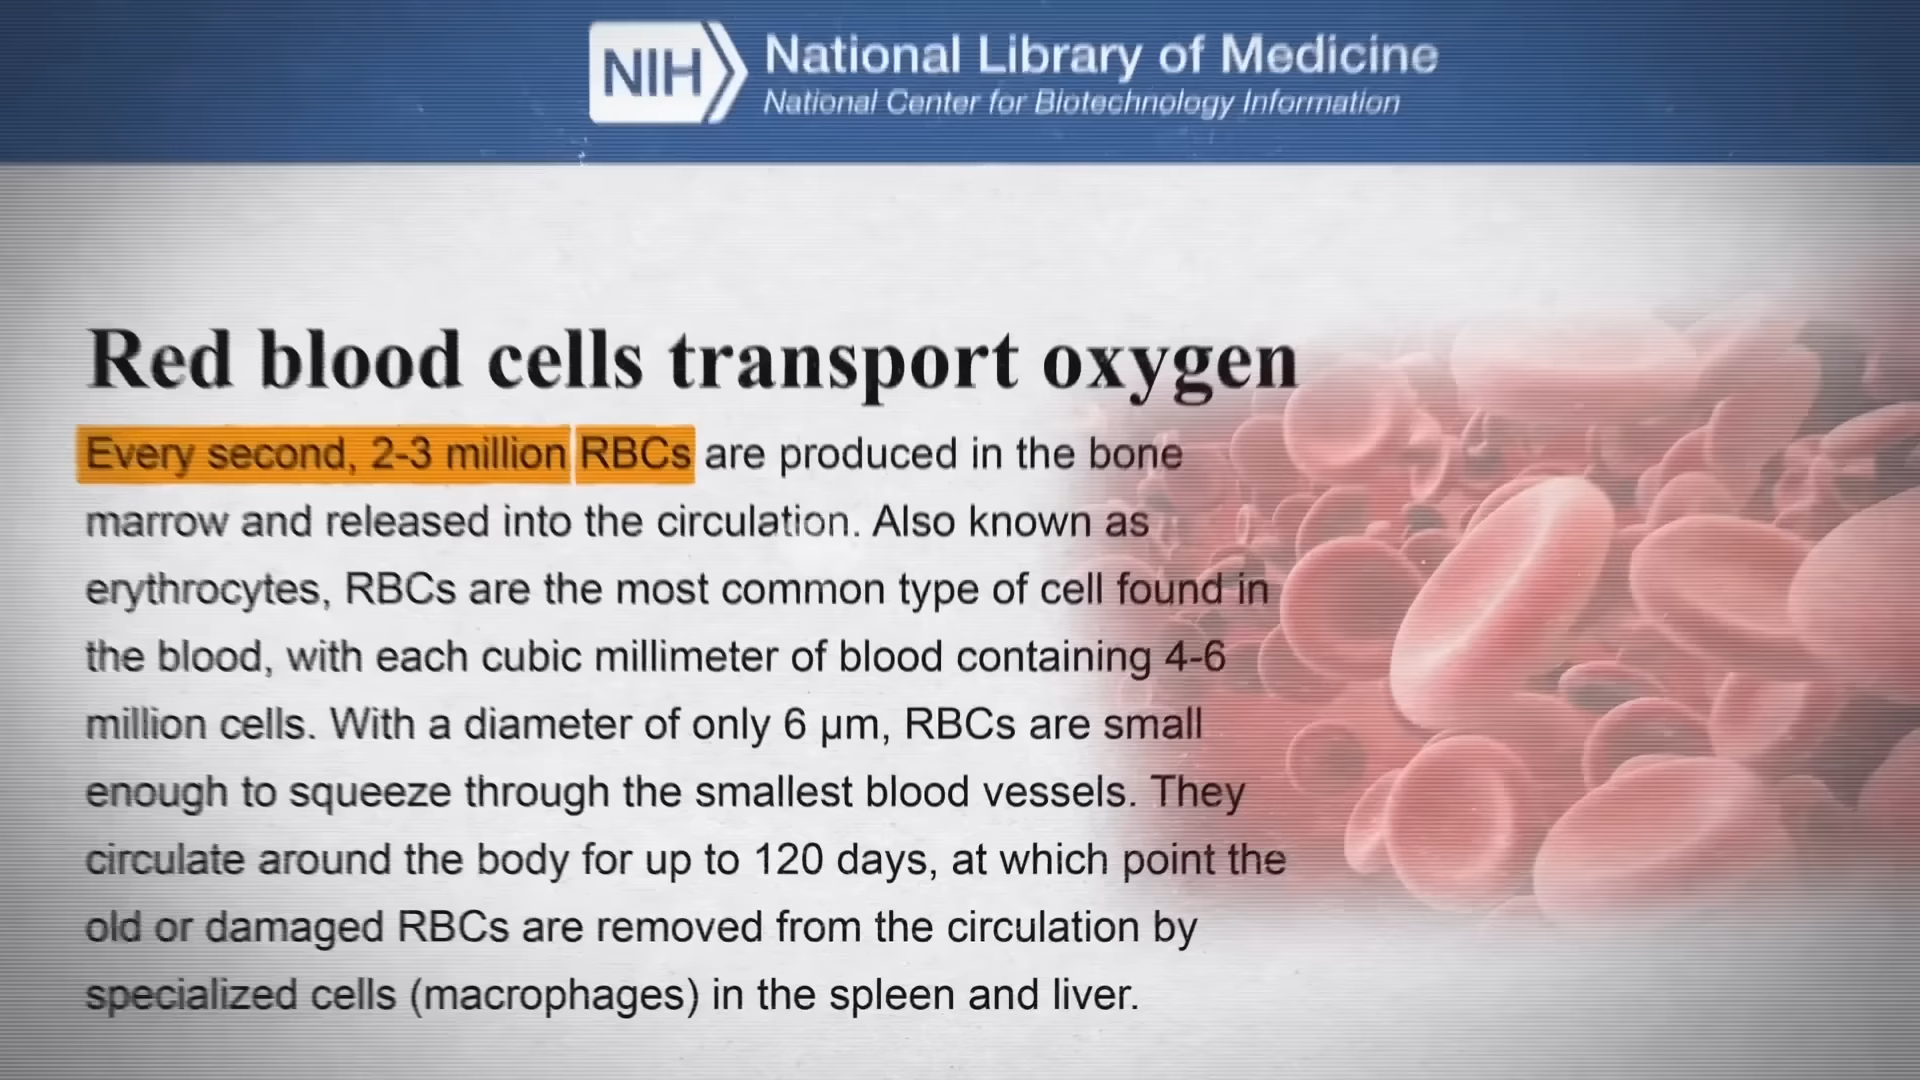 NIH
National Library of Medicine
National Center for Biotechnology Information
Red blood cells transport oxygen
Every second, 2-3 million RBCs are produced in the bone
marrow and released into the circulation. Also known as
erythrocytes, RBCs are the most common type of cell found in
the blood, with each cubic millimeter of blood containing 4-6
million cells. With a diameter of only 6 µm, RBCs are small
enough to squeeze through the smallest blood vessels. They
circulate around the body for up to 120 days, at which point the
old or damaged RBCs are removed from the circulation by
specialized cells (macrophages) in the spleen and liver.